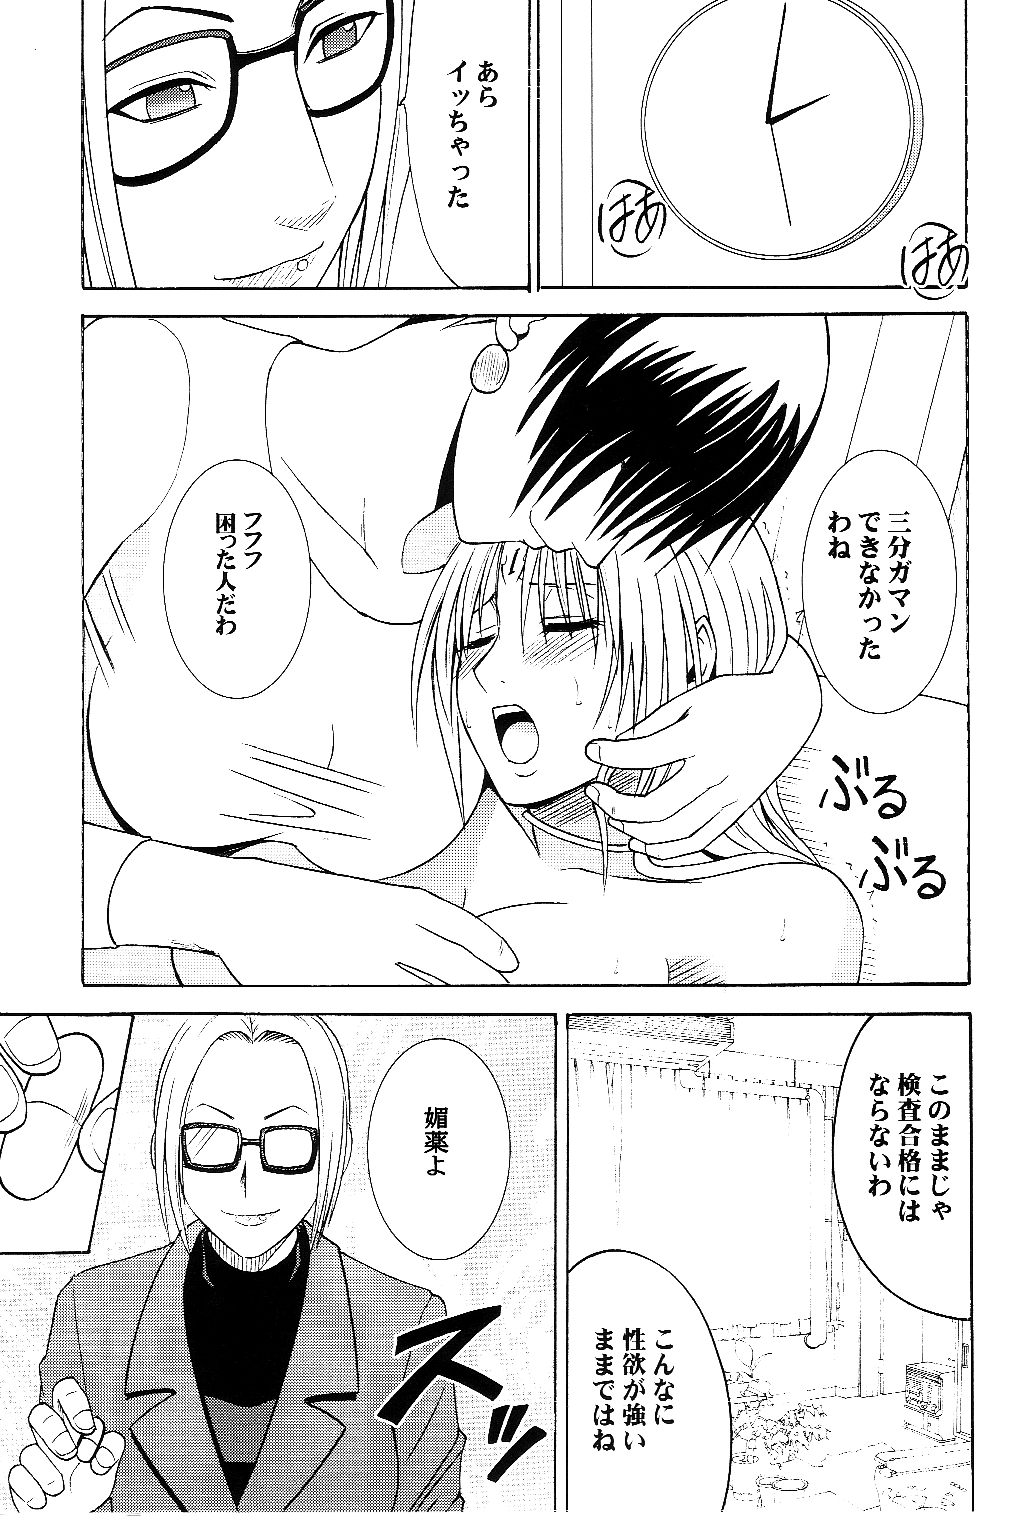 はあ
はあ
あら
イッちゃった
三分ガマン
できなかった
わね
フフフ
困った人だわ
ぶる
ぶる
このままじゃ
検査合格には
ならないわ
こんなに
性欲が強い
ままではね
媚薬よ
スッ